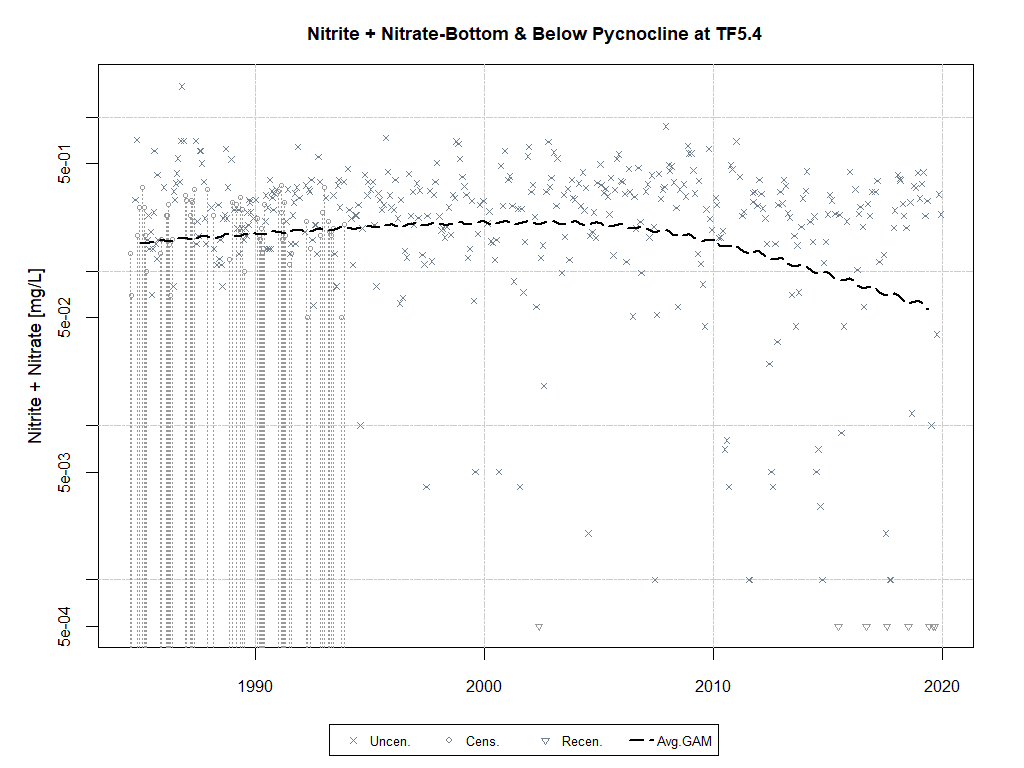 Nitrite + Nitrate-Bottom & Below Pycnocline at TF5.4
Nitrite + Nitrate [mg/L]
5e-01
5e-02
5e-03
5e-04
1990 2000 2010 2020
Uncen. Cens. Recen. Avg.GAM